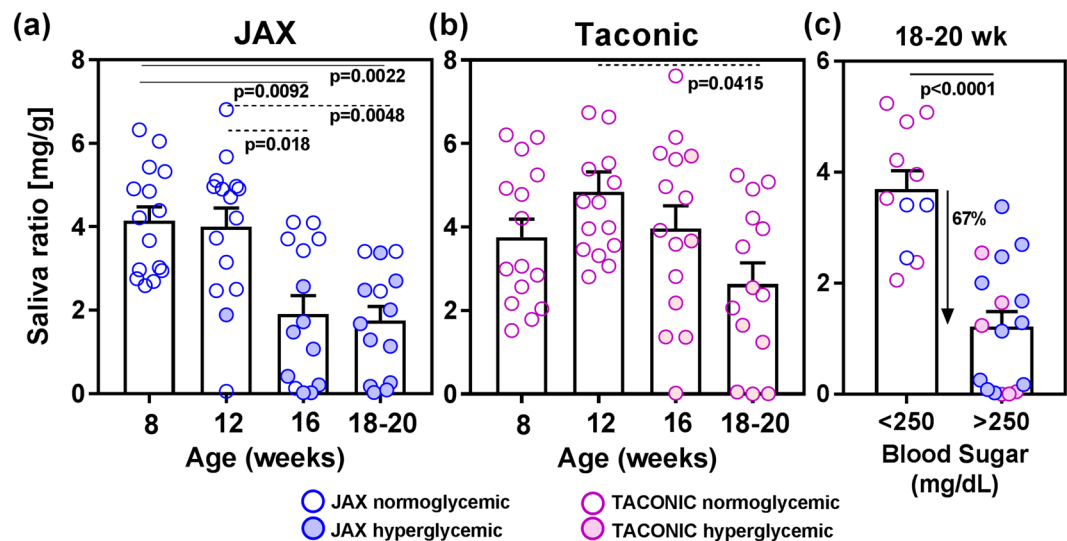 (a)
JAX
(b)
Taconic
(c)
18-20 wk
Saliva ratio [mg/g]
8
6
4
2
0
p=0.0022
p=0.0092
p=0.0048
p=0.018
8
12
16
18-20
Age (weeks)
8
6
4
2
0
p=0.0415
8
12
16
18-20
Age (weeks)
6
4
2
0
p<0.0001
67%
<250
>250
Blood Sugar
(mg/dL)
JAX normoglycemic
JAX hyperglycemic
TACONIC normoglycemic
TACONIC hyperglycemic